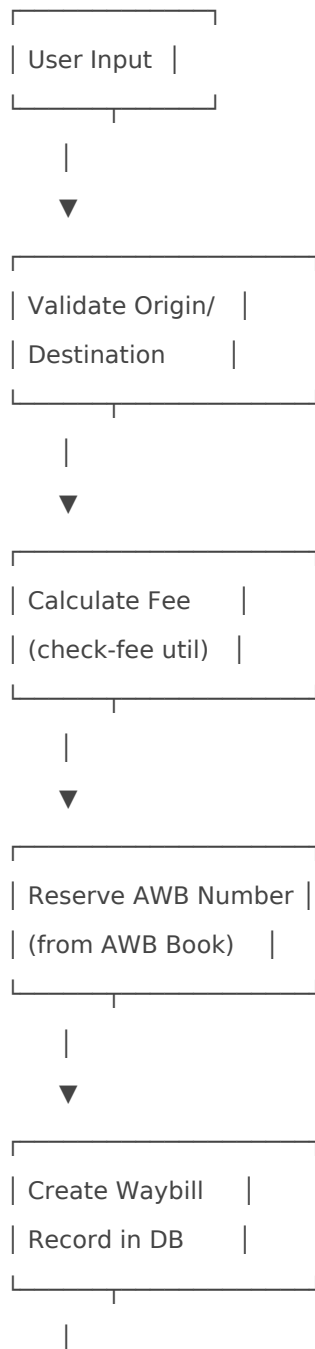 User Input
Validate Origin/
Destination
Calculate Fee
(check-fee util)
Reserve AWB Number
(from AWB Book)
Create Waybill
Record in DB